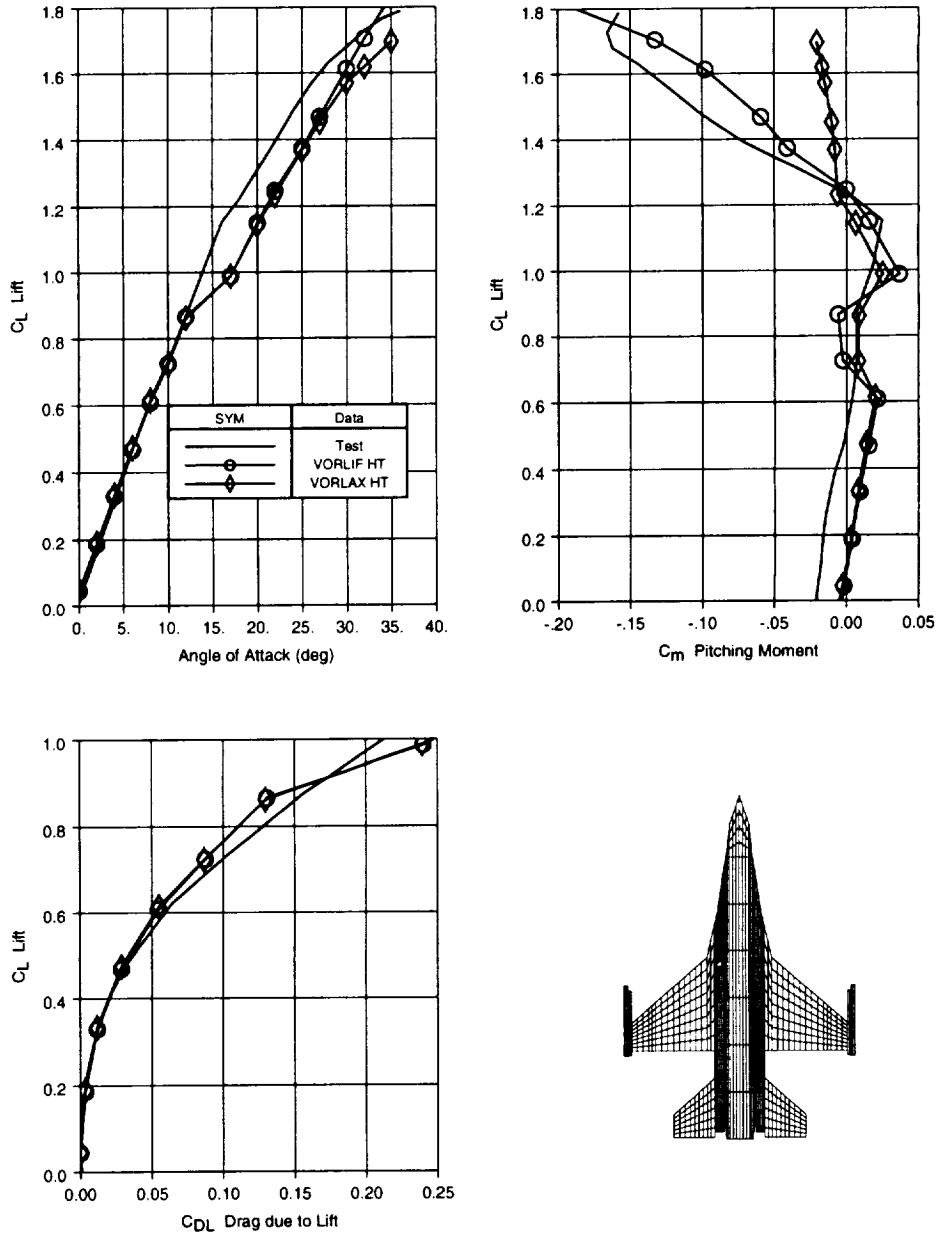 1.8
1.6
1.4
1.2
1.0
0.8
0.6
0.4
0.2
0.0
CL Lift
0. 5. 10. 15. 20. 25. 30. 35. 40.
Angle of Attack (deg)
SYM Data
Test
VORLIF HT
VORLAX HT
1.8
1.6
1.4
1.2
1.0
0.8
0.6
0.4
0.2
0.0
CL Lift
-.20 -.15 -.10 -.05 0.00 0.05
Cm Pitching Moment
1.0
0.8
0.6
0.4
0.2
0.0
CL Lift
0.00 0.05 0.10 0.15 0.20 0.25
CDL Drag due to Lift